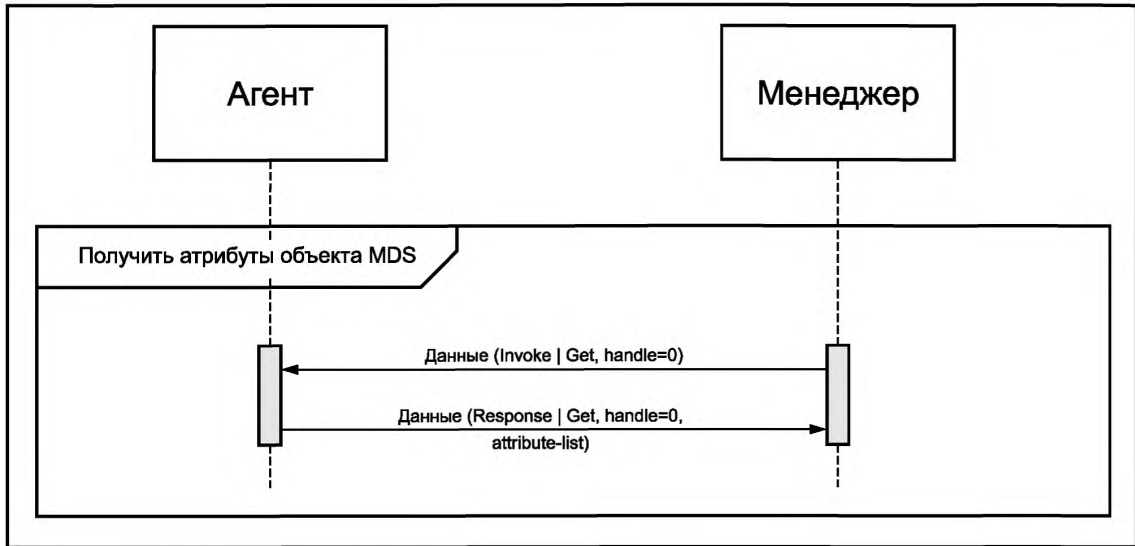 Агент
Менеджер
Получить атрибуты объекта MDS
Данные (Invoke | Get, handle=0)
Данные (Response | Get, handle=0,
attribute-list)